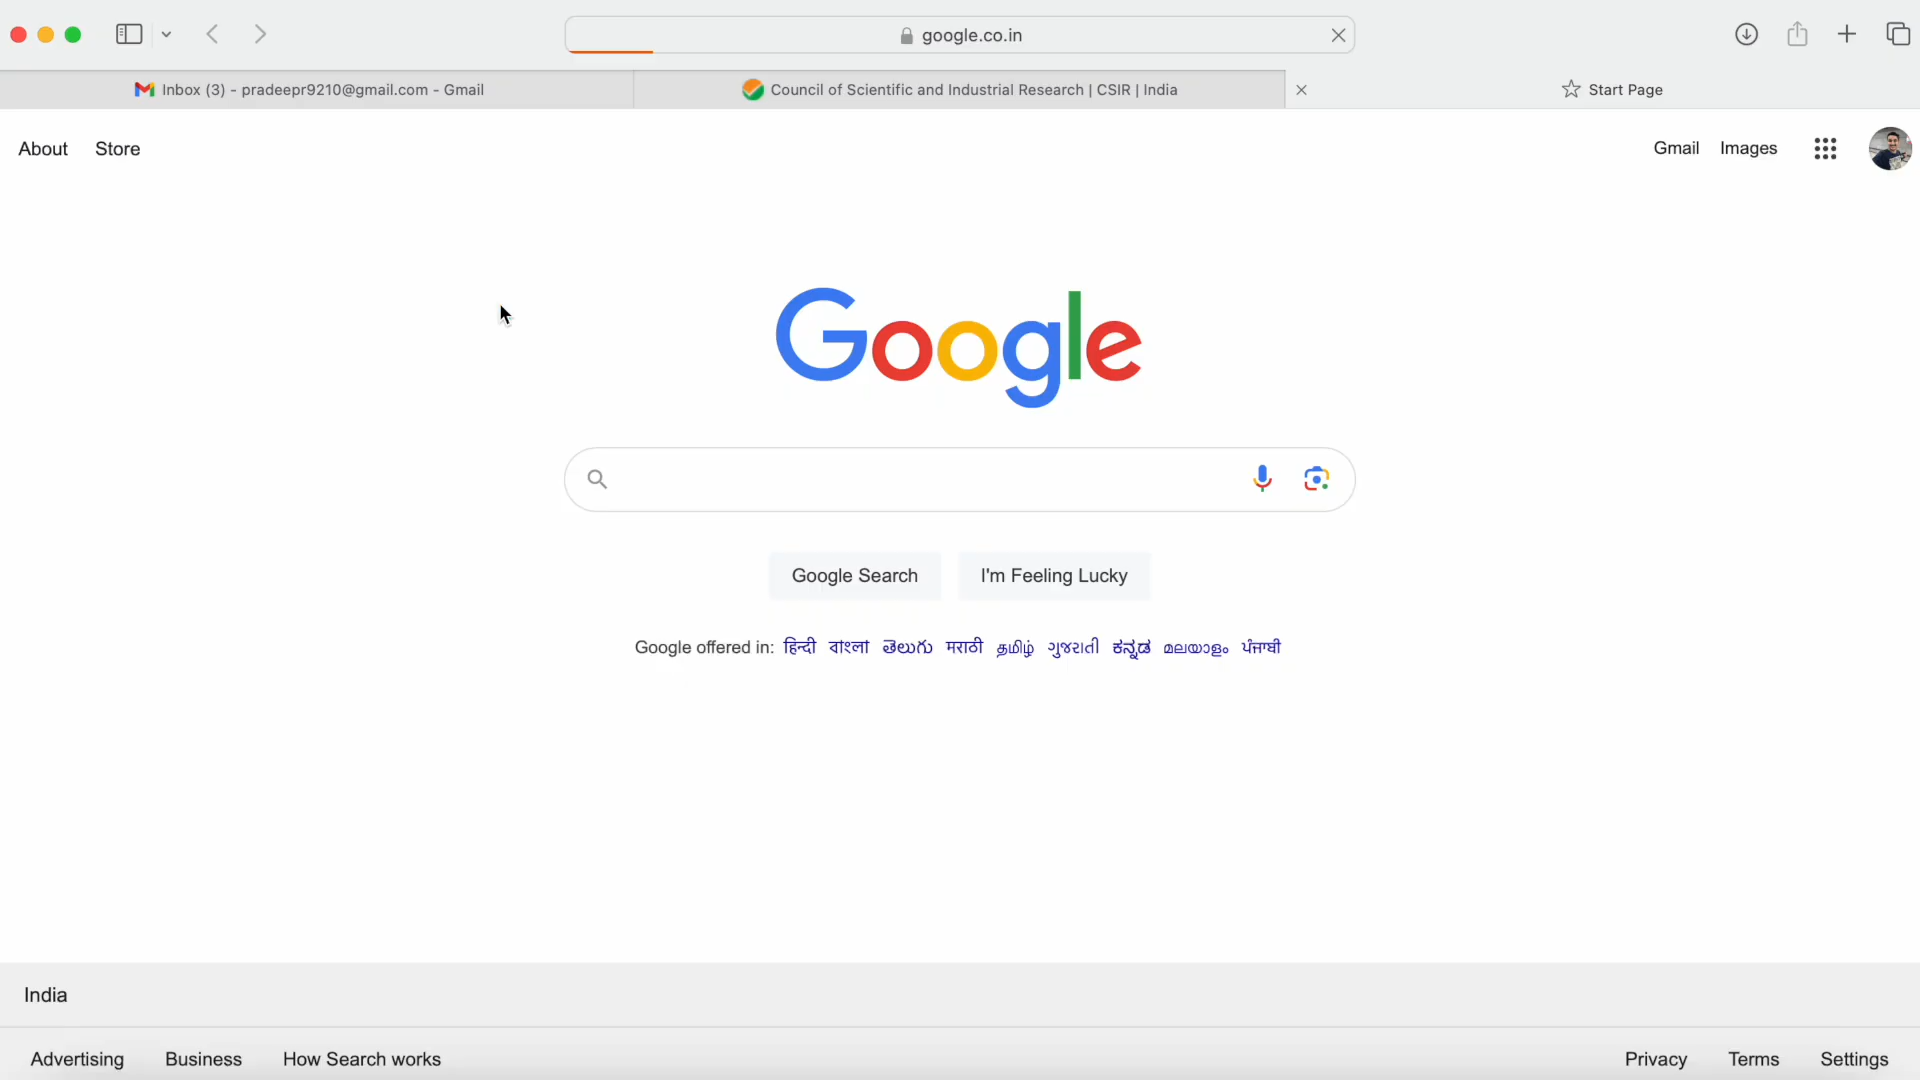 google.co.in
Inbox (3) - pradeepr9210@gmail.com - Gmail
Council of Scientific and Industrial Research | CSIR | India
Start Page
About Store
Gmail Images
Google
Google Search
I'm Feeling Lucky
Google offered in: हिन्दी বাংলা తెలుగు मराठी தமிழ் ગુજરાતી ಕನ್ನಡ മലയാളം ਪੰਜਾਬੀ
India
Advertising Business How Search works
Privacy Terms Settings